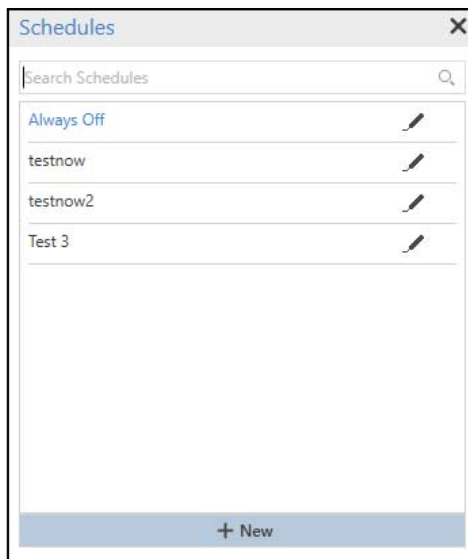 Schedules
Search Schedules
Always Off
testnow
testnow2
Test 3
+ New